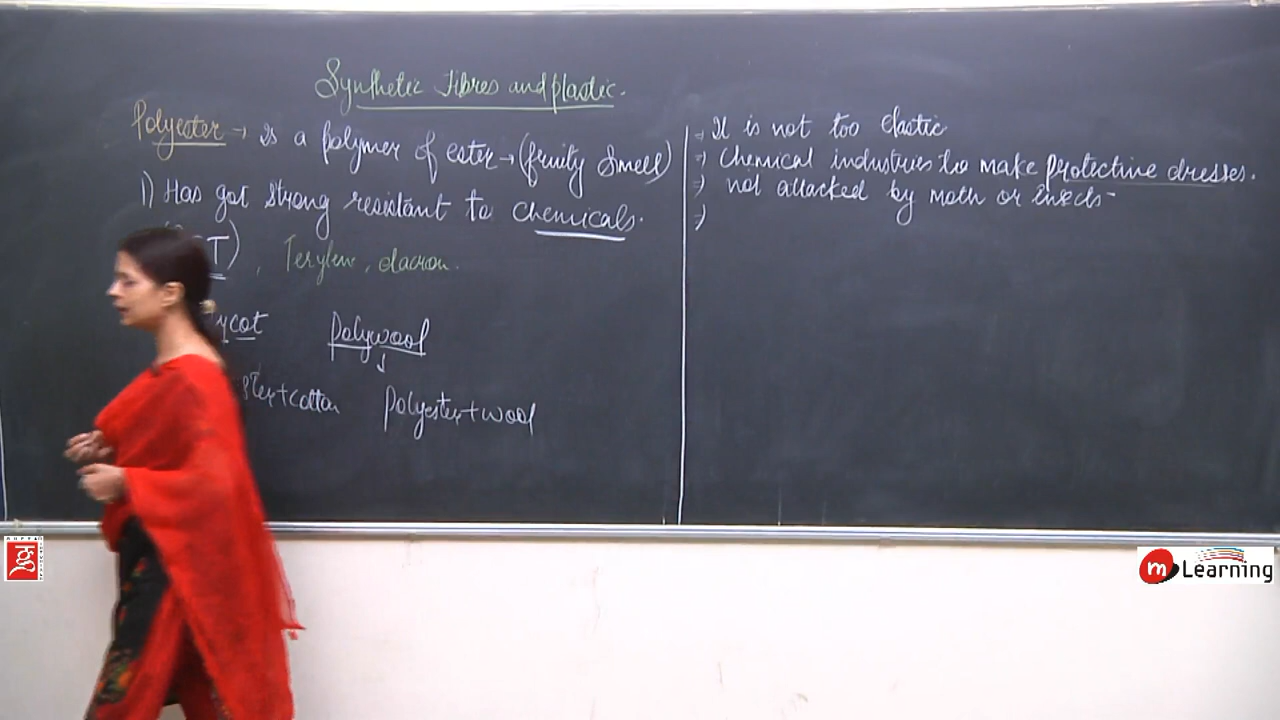 Synthetic Fibres and plastic.
Polyester → is a polymer of ester → (fruity Smell)
1) Has got strong resistant to chemicals.
T), Terylene, dacron.
ycot polywool
ster+cotton polyester+wool
⇒ It is not too elastic
⇒ Chemical industries to make protective dresses.
⇒ not attacked by moth or insects-
⇒
m Learning